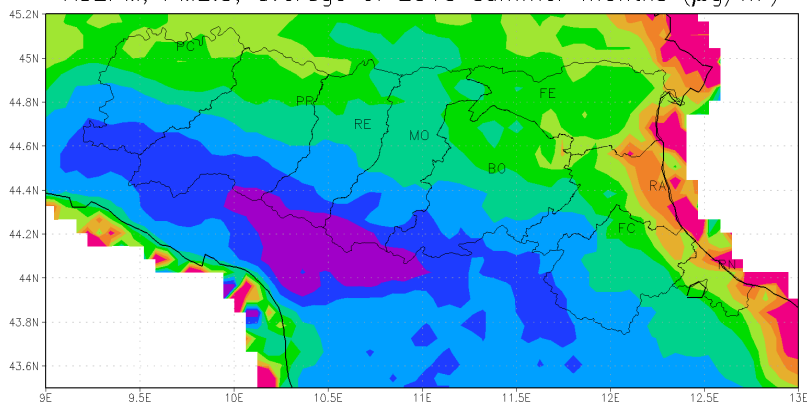 45.2N
45N
44.8N
44.6N
44.4N
44.2N
44N
43.8N
43.6N
PC
PR
RE
MO
FE
BO
RA
FC
RN
9E 9.5E 10E 10.5E 11E 11.5E 12E 12.5E 13E